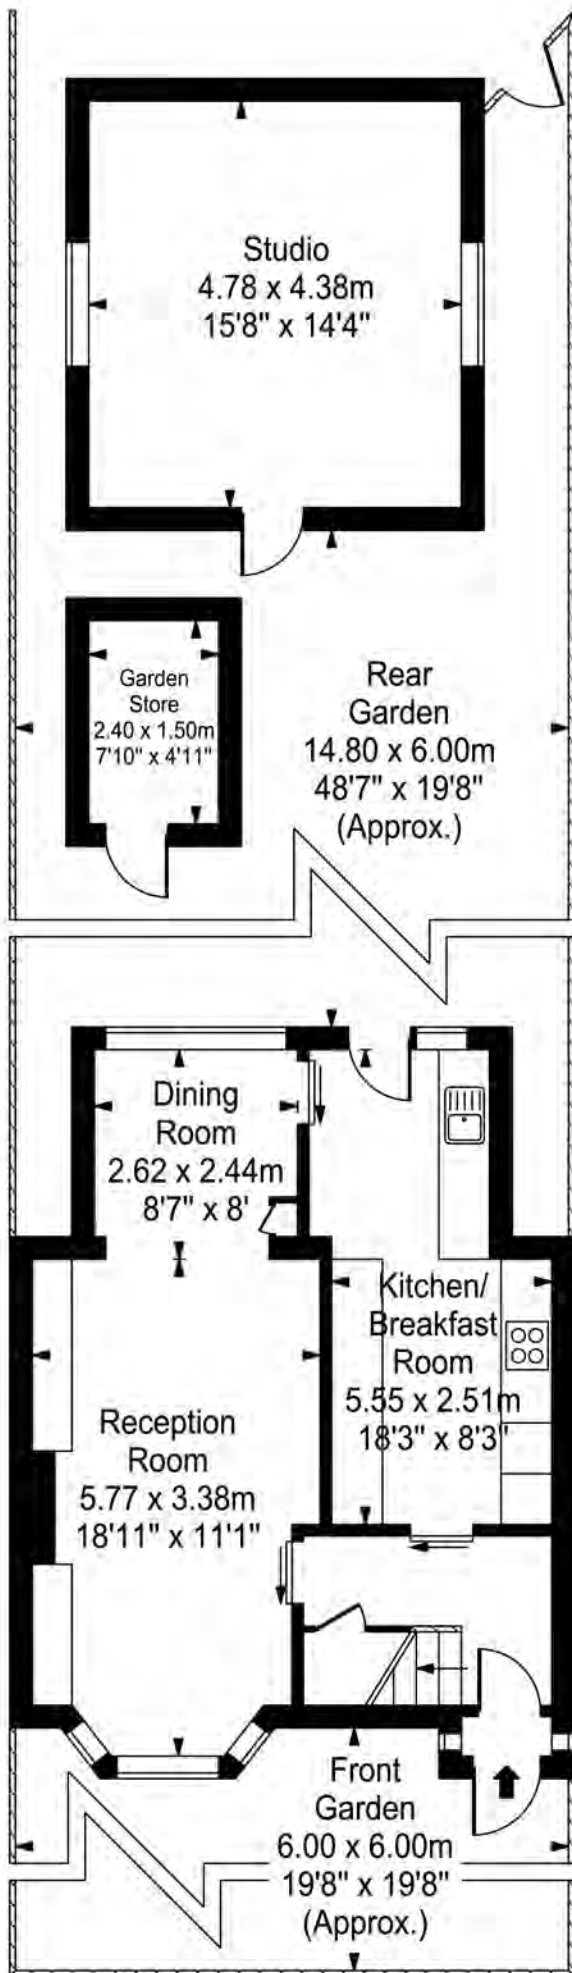 Studio
4.78 x 4.38m
15'8" x 14'4"
Garden
Store
2.40 x 1.50m
7'10" x 4'11"
Rear
Garden
14.80 x 6.00m
48'7" x 19'8"
(Approx.)
Dining
Room
2.62 x 2.44m
8'7" x 8'
Kitchen/
Breakfast
Room
5.55 x 2.51m
18'3" x 8'3"
Reception
Room
5.77 x 3.38m
18'11" x 11'1"
Front
Garden
6.00 x 6.00m
19'8" x 19'8"
(Approx.)